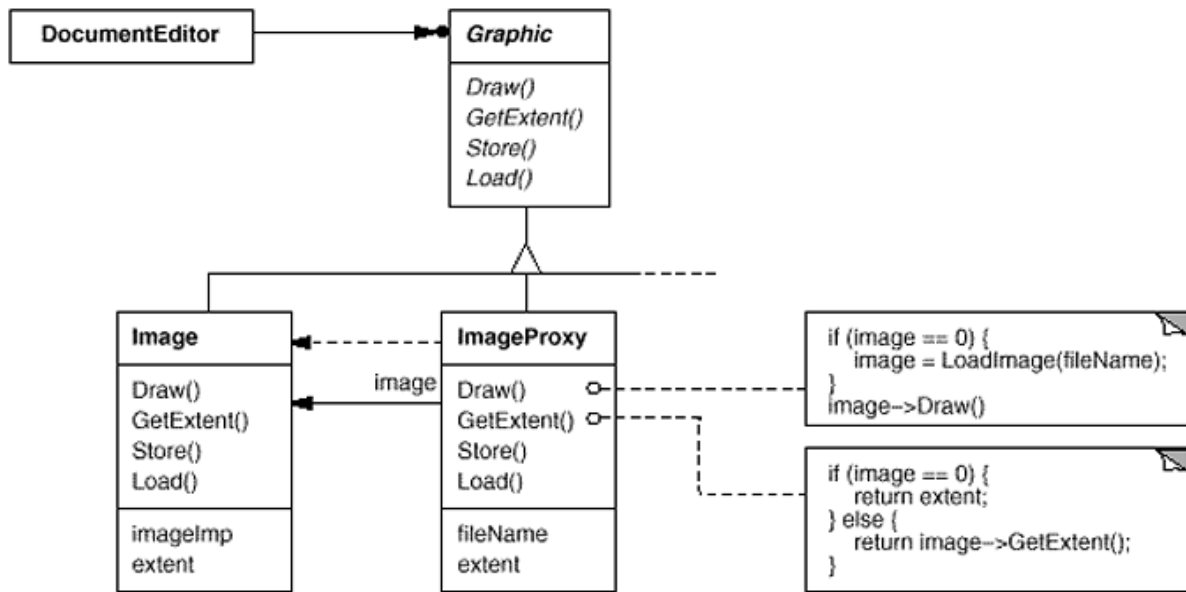 DocumentEditor
Graphic
Draw()
GetExtent()
Store()
Load()
Image
Draw()
GetExtent()
Store()
Load()
imageImp
extent
image
ImageProxy
Draw()
GetExtent()
Store()
Load()
fileName
extent
if (image == 0) {
image = LoadImage(fileName);
}
image->Draw()
if (image == 0) {
return extent;
} else {
return image->GetExtent();
}